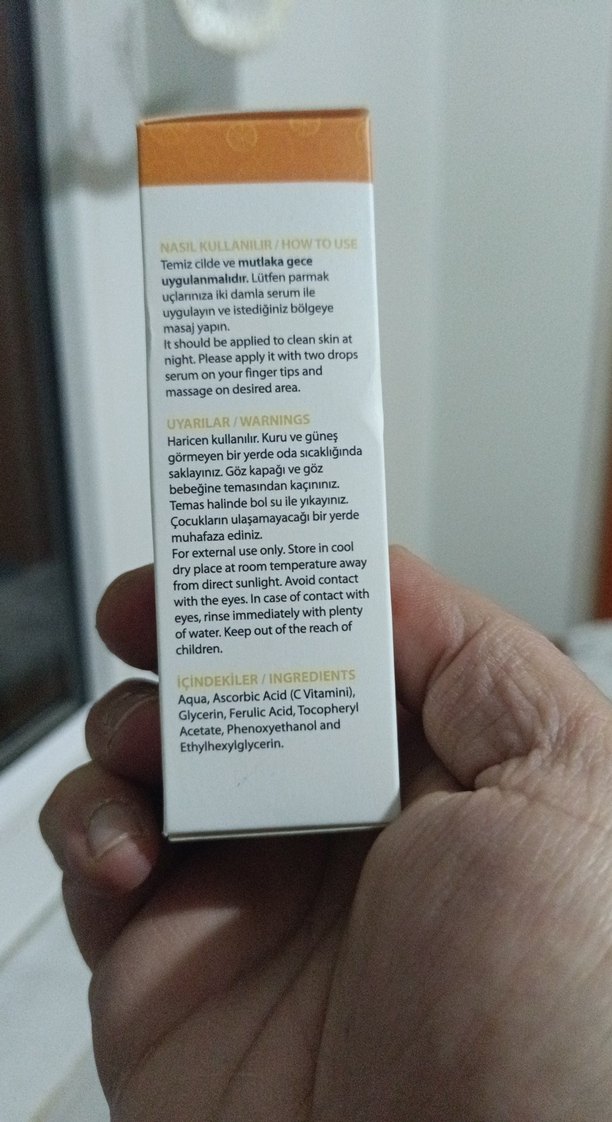 NASIL KULLANILIR / HOW TO USE
Temiz cilde ve mutlaka gece
uygulanmalıdır. Lütfen parmak
uçlarınıza iki damla serum ile
uygulayın ve istediğiniz bölgeye
masaj yapın.
It should be applied to clean skin at
night. Please apply it with two drops
serum on your finger tips and
massage on desired area.
UYARILAR / WARNINGS
Haricen kullanılır. Kuru ve güneş
görmeyen bir yerde oda sıcaklığında
saklayınız. Göz kapağı ve göz
bebeğine temasından kaçınınız.
Temas halinde bol su ile yıkayınız.
Çocukların ulaşamayacağı bir yerde
muhafaza ediniz.
For external use only. Store in cool
dry place at room temperature away
from direct sunlight. Avoid contact
with the eyes. In case of contact with
eyes, rinse immediately with plenty
of water. Keep out of the reach of
children.
İÇİNDEKİLER / INGREDIENTS
Aqua, Ascorbic Acid (C Vitamini),
Glycerin, Ferulic Acid, Tocopheryl
Acetate, Phenoxyethanol and
Ethylhexylglycerin.